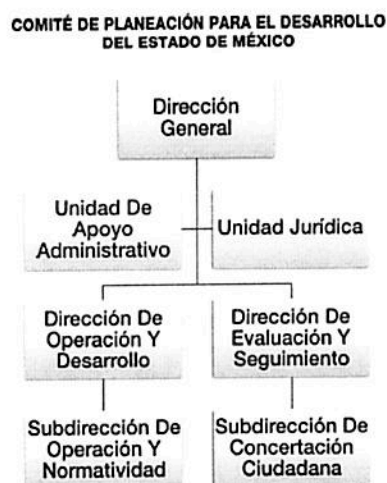 COMITÉ DE PLANEACIÓN PARA EL DESARROLLO
DEL ESTADO DE MÉXICO
Dirección
General
Unidad De
Apoyo
Administrativo
Unidad Jurídica
Dirección De
Operación Y
Desarrollo
Dirección De
Evaluación Y
Seguimiento
Subdirección De
Operación Y
Normatividad
Subdirección De
Concertación
Ciudadana